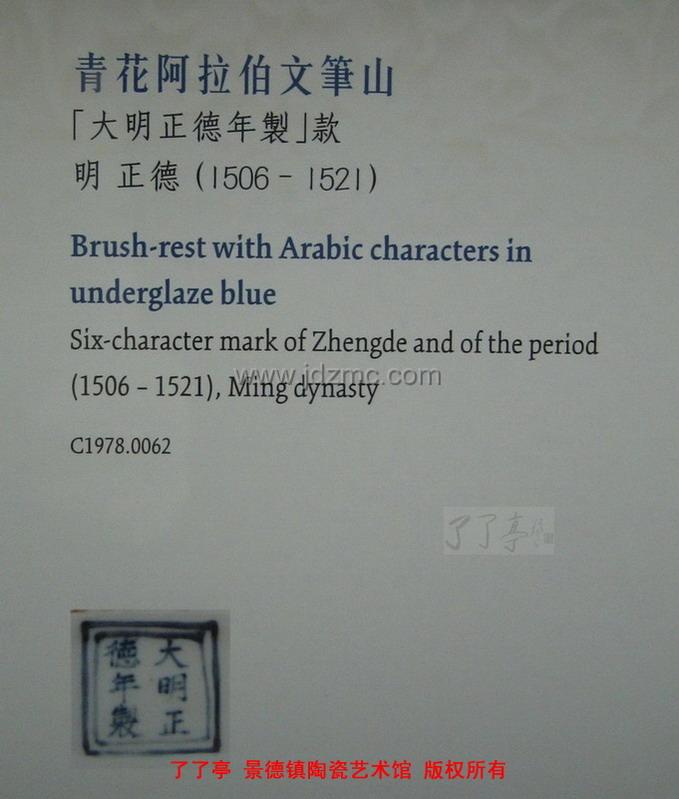 青花阿拉伯文筆山
「大明正德年製」款
明 正德 (1506 – 1521)
Brush-rest with Arabic characters in
underglaze blue
Six-character mark of Zhengde and of the period
www.jdzmc.com
(1506 – 1521), Ming dynasty
C1978.0062
了了亭
大明正
德年製
了了亭 景德镇陶瓷艺术馆 版权所有